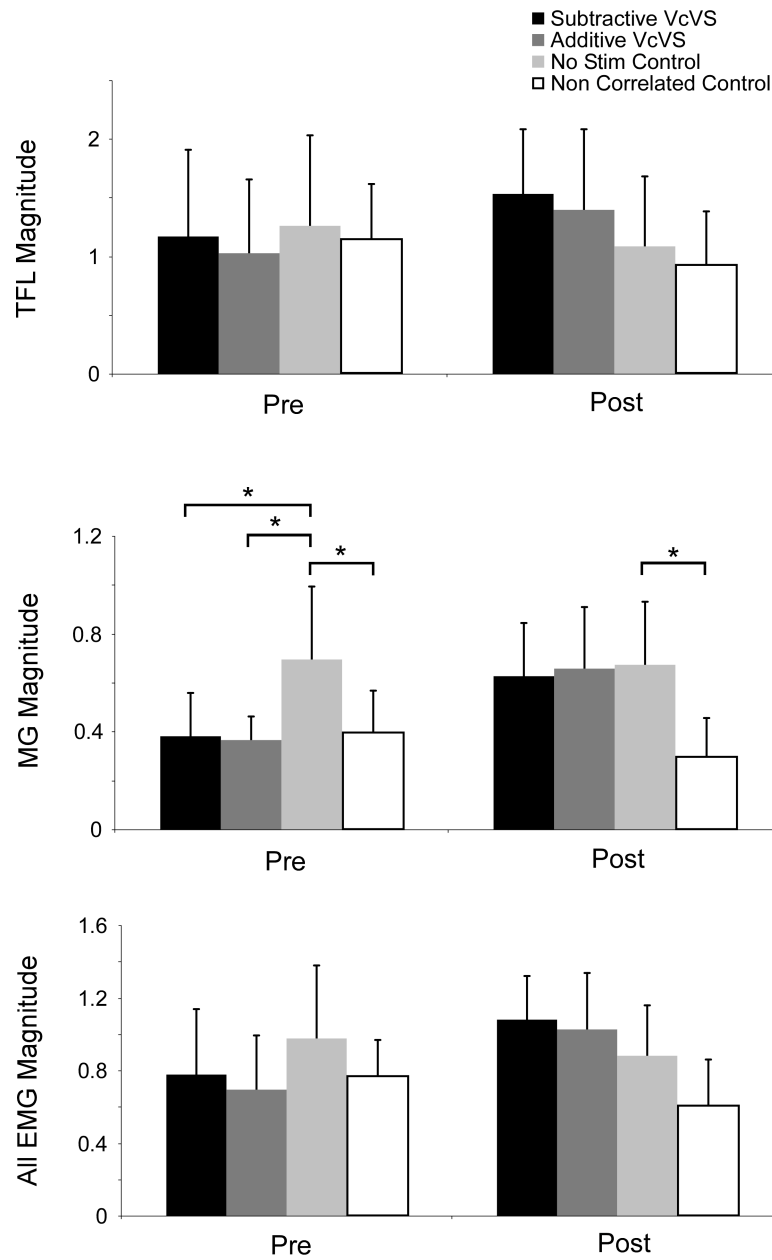 Subtractive VcVS
Additive VcVS
No Stim Control
Non Correlated Control
TFL Magnitude
2
1
0
Pre Post
* * * *
MG Magnitude
1.2
0.8
0.4
0
Pre Post
All EMG Magnitude
1.6
1.2
0.8
0.4
0
Pre Post